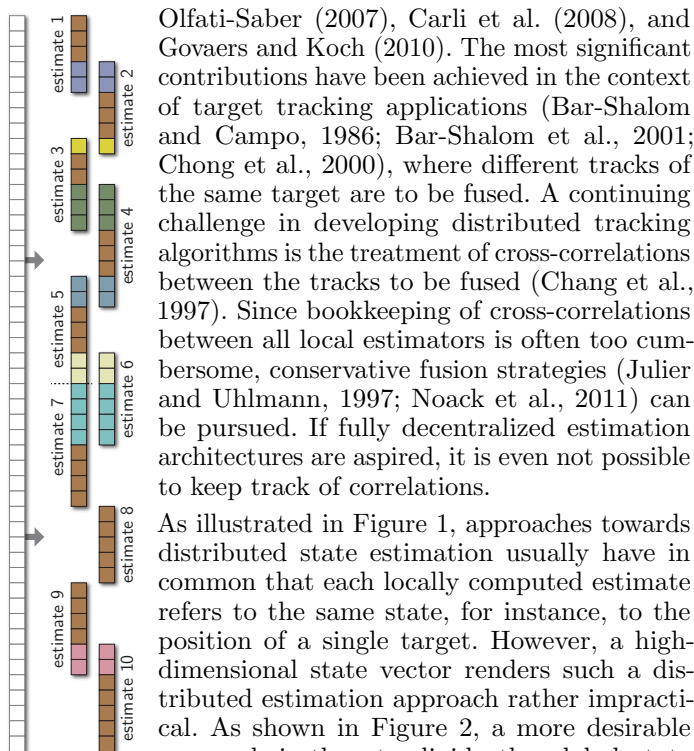 estimate 1
estimate 2
estimate 3
estimate 4
estimate 5
estimate 6
estimate 7
estimate 8
estimate 9
estimate 10
Olfati-Saber (2007), Carli et al. (2008), and
Govaers and Koch (2010). The most significant
contributions have been achieved in the context
of target tracking applications (Bar-Shalom
and Campo, 1986; Bar-Shalom et al., 2001;
Chong et al., 2000), where different tracks of
the same target are to be fused. A continuing
challenge in developing distributed tracking
algorithms is the treatment of cross-correlations
between the tracks to be fused (Chang et al.,
1997). Since bookkeeping of cross-correlations
between all local estimators is often too cum-
bersome, conservative fusion strategies (Julier
and Uhlmann, 1997; Noack et al., 2011) can
be pursued. If fully decentralized estimation
architectures are aspired, it is even not possible
to keep track of correlations.
As illustrated in Figure 1, approaches towards
distributed state estimation usually have in
common that each locally computed estimate
refers to the same state, for instance, to the
position of a single target. However, a high-
dimensional state vector renders such a dis-
tributed estimation approach rather impracti-
cal. As shown in Figure 2, a more desirable